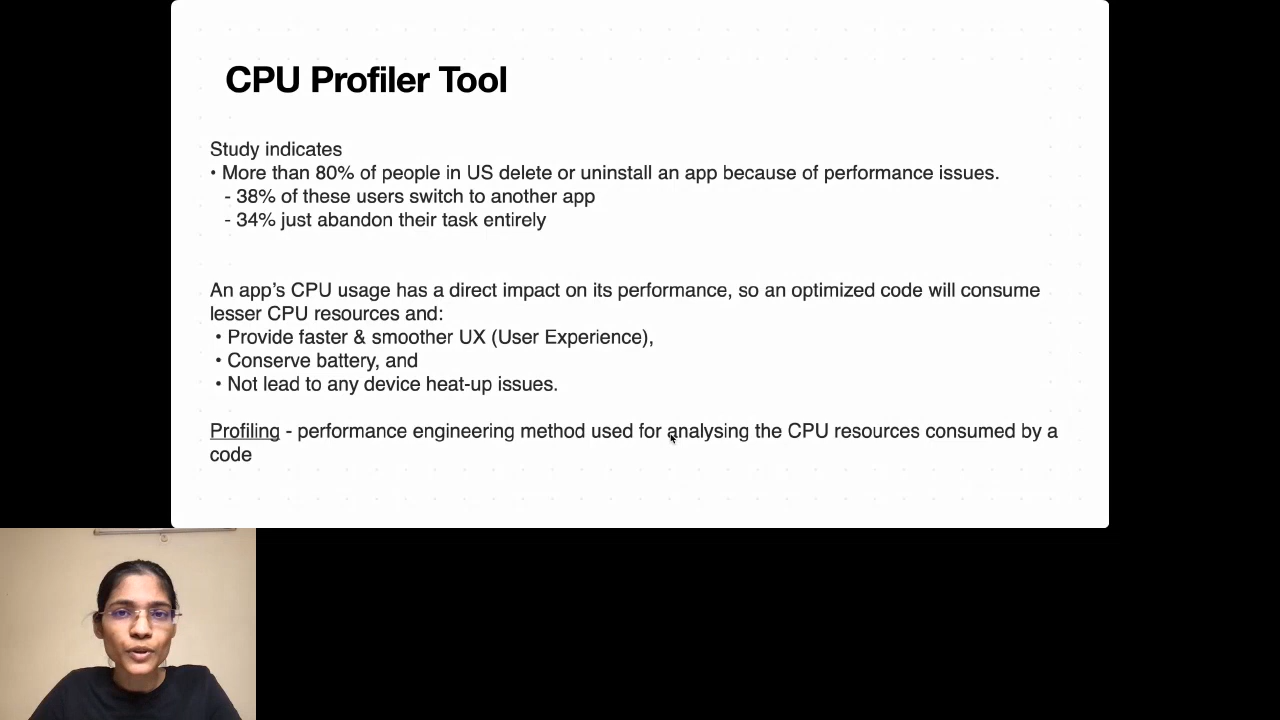 CPU Profiler Tool
Study indicates
• More than 80% of people in US delete or uninstall an app because of performance issues.
- 38% of these users switch to another app
- 34% just abandon their task entirely
An app’s CPU usage has a direct impact on its performance, so an optimized code will consume
lesser CPU resources and:
• Provide faster & smoother UX (User Experience),
• Conserve battery, and
• Not lead to any device heat-up issues.
Profiling - performance engineering method used for analysing the CPU resources consumed by a
code